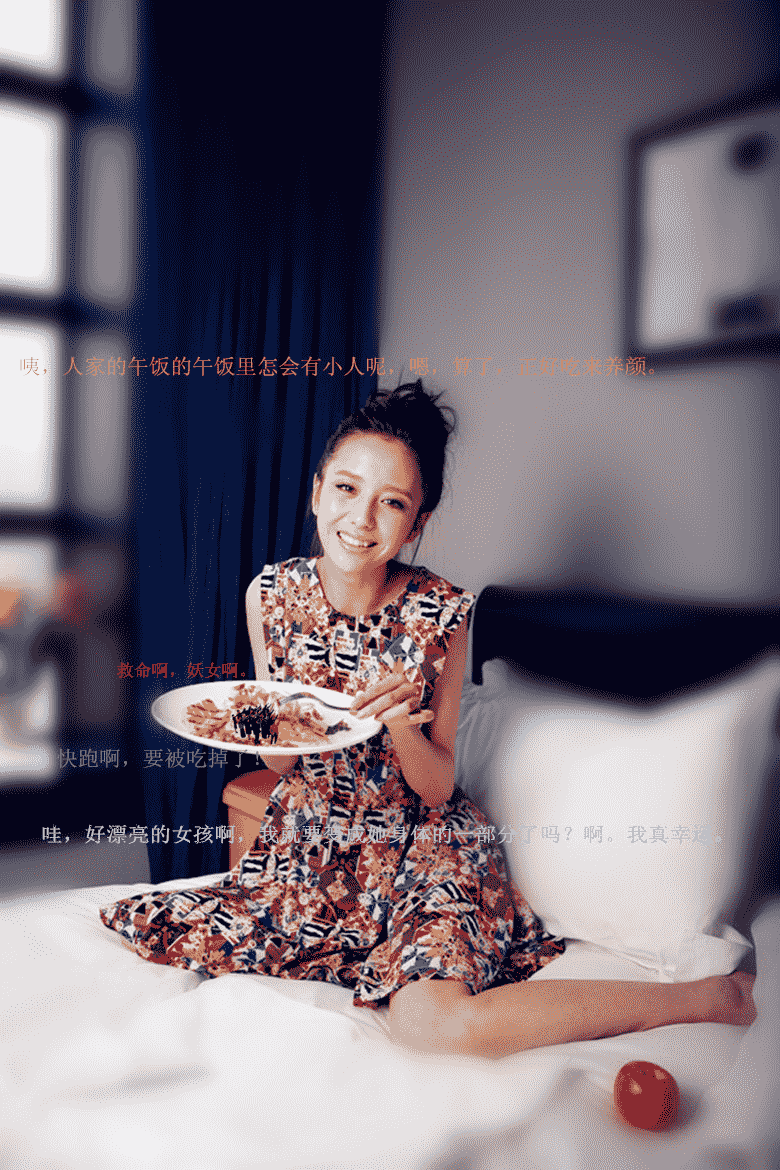 咦，人家的午饭的午饭里怎会有小人呢，嗯，算了。
吃来养颜。
救命啊，妖女啊。
快跑啊，要被吃掉了！
哇，好漂亮的女孩啊，我就要变成她身体的一部分了吗？啊。我真幸运